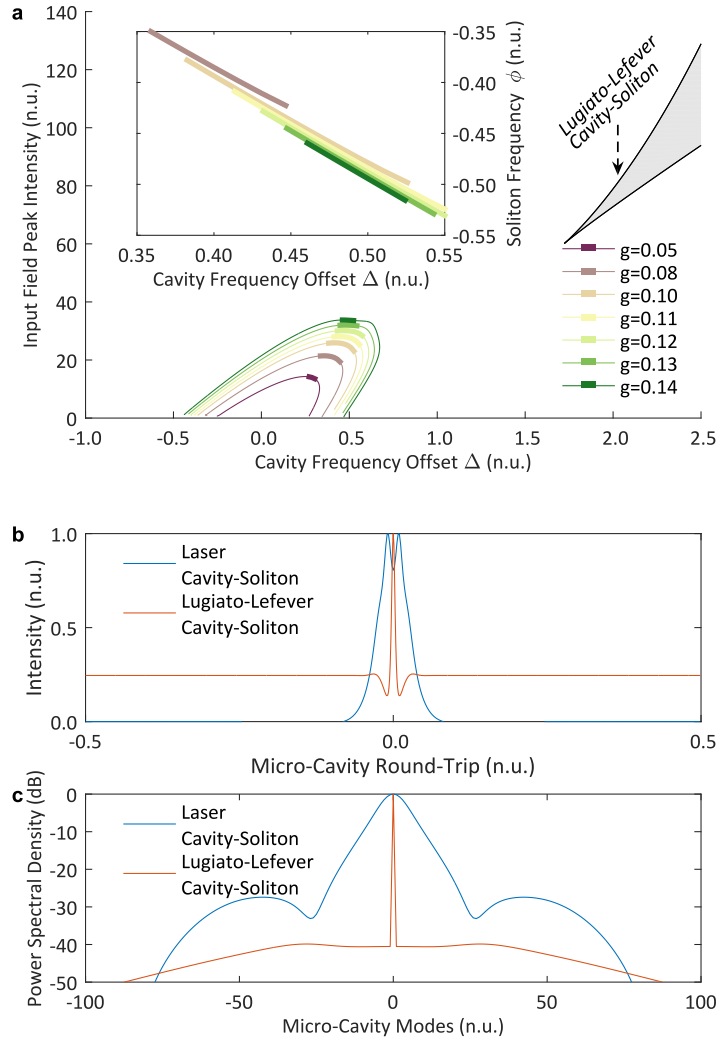 a
140
120
100
80
60
40
20
0
Input Field Peak Intensity (n.u.)
-1.0 -0.5 0.0 0.5 1.0 1.5 2.0 2.5
Cavity Frequency Offset Δ (n.u.)
-0.35
-0.40
-0.45
-0.50
-0.55
Soliton Frequency ϕ (n.u.)
0.35 0.40 0.45 0.50 0.55
Cavity Frequency Offset Δ (n.u.)
Lugiato-Lefever
Cavity-Soliton
g=0.05
g=0.08
g=0.10
g=0.11
g=0.12
g=0.13
g=0.14
b
1.0
0.5
0.0
Intensity (n.u.)
Laser
Cavity-Soliton
Lugiato-Lefever
Cavity-Soliton
-0.5 0.0 0.5
Micro-Cavity Round-Trip (n.u.)
c
0
-10
-20
-30
-40
-50
Power Spectral Density (dB)
Laser
Cavity-Soliton
Lugiato-Lefever
Cavity-Soliton
-100 -50 0 50 100
Micro-Cavity Modes (n.u.)